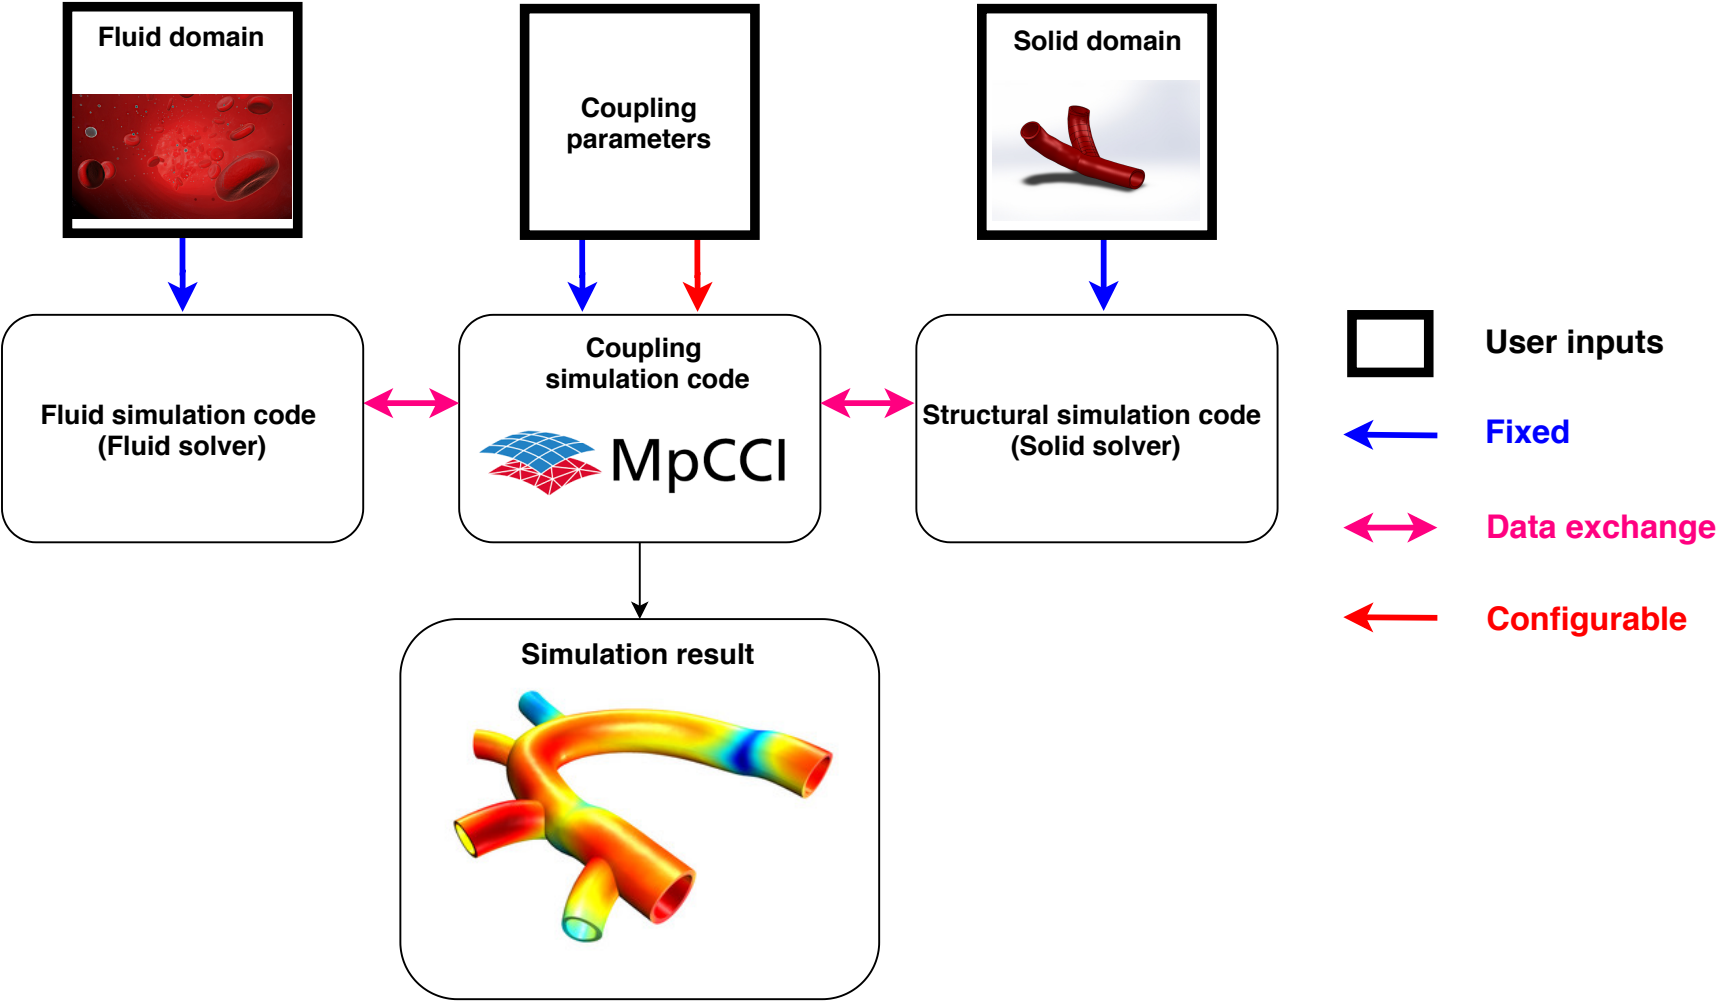 Fluid domain
Coupling
parameters
Solid domain
Fluid simulation code
(Fluid solver)
Coupling
simulation code
MpCCI
Structural simulation code
(Solid solver)
Simulation result
User inputs
Fixed
Data exchange
Configurable